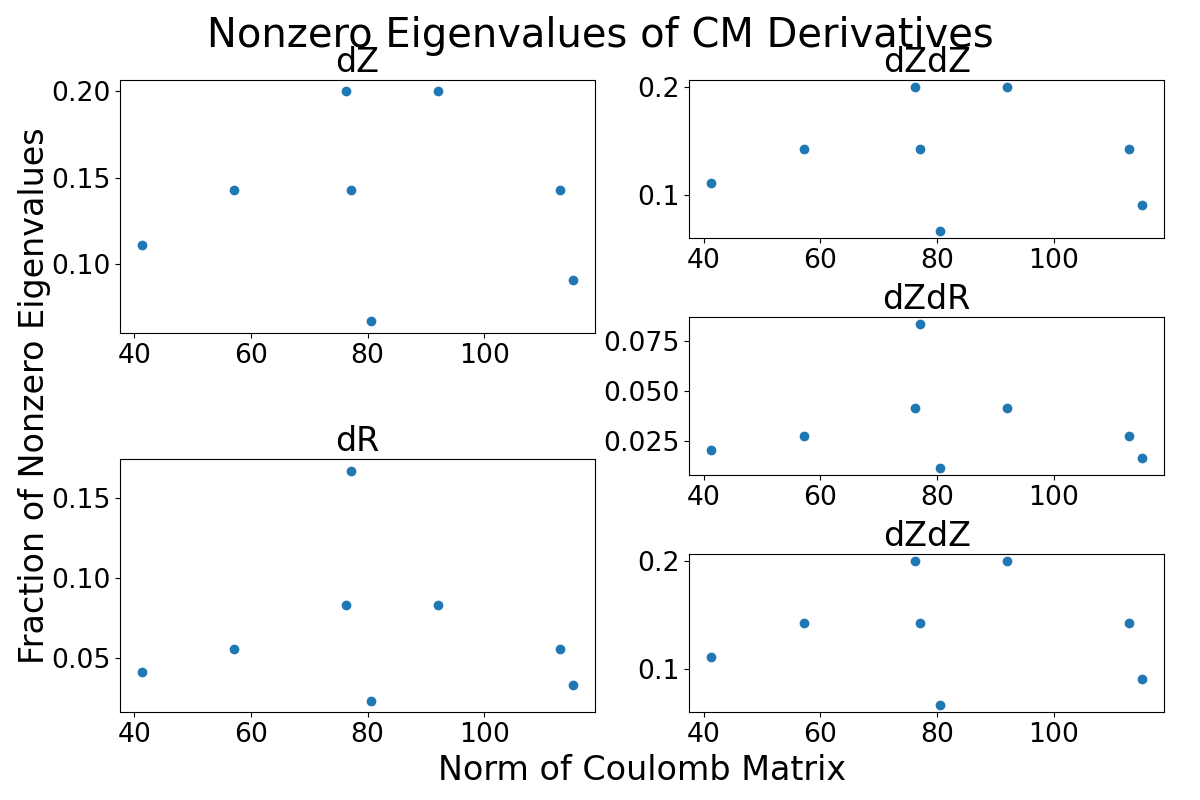 Nonzero Eigenvalues of CM Derivatives
Fraction of Nonzero Eigenvalues
dZ
0.20
0.15
0.10
40 60 80 100
dR
0.15
0.10
0.05
40 60 80 100
dZdZ
0.2
0.1
40 60 80 100
dZdR
0.075
0.050
0.025
40 60 80 100
dZdZ
0.2
0.1
40 60 80 100
Norm of Coulomb Matrix